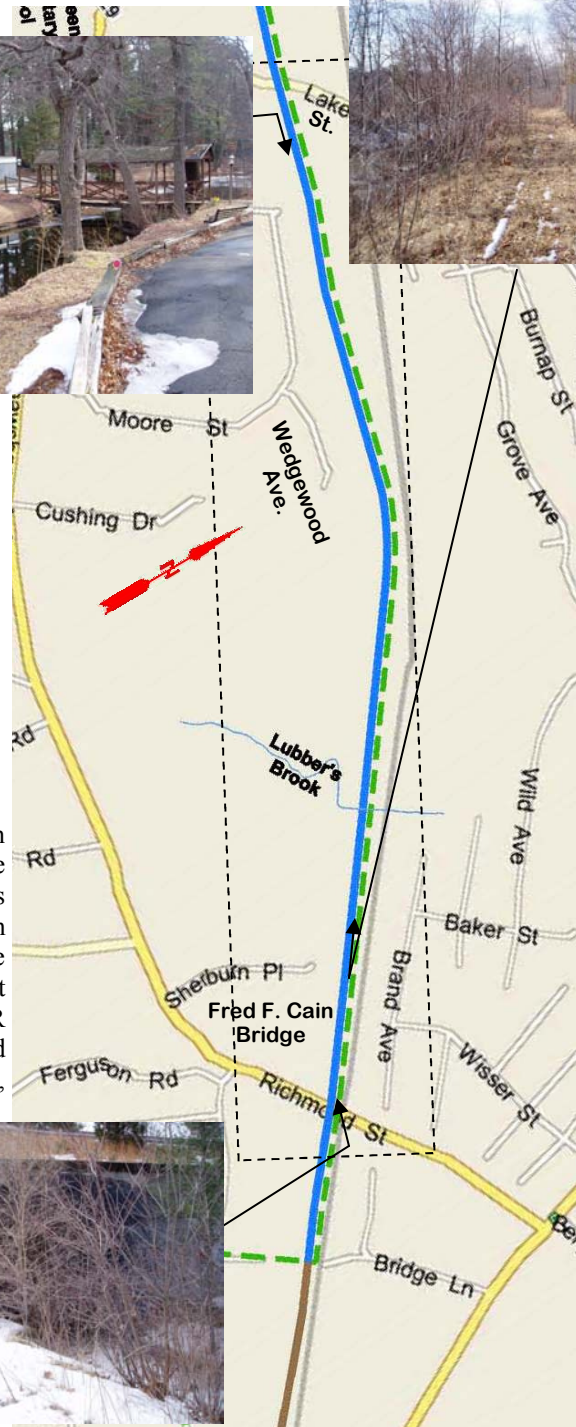 Lake
St.
Burnap St
Grove Ave
Moore St
Wedgewood
Ave.
Cushing Dr
N
Rd
Lubber's
Brook
Wild Ave
Rd
Baker St
Brand Ave
Sherburn Pl
Fred F. Cain
Bridge
Wisser St
Ferguson Rd
Richmond St
Bridge Ln